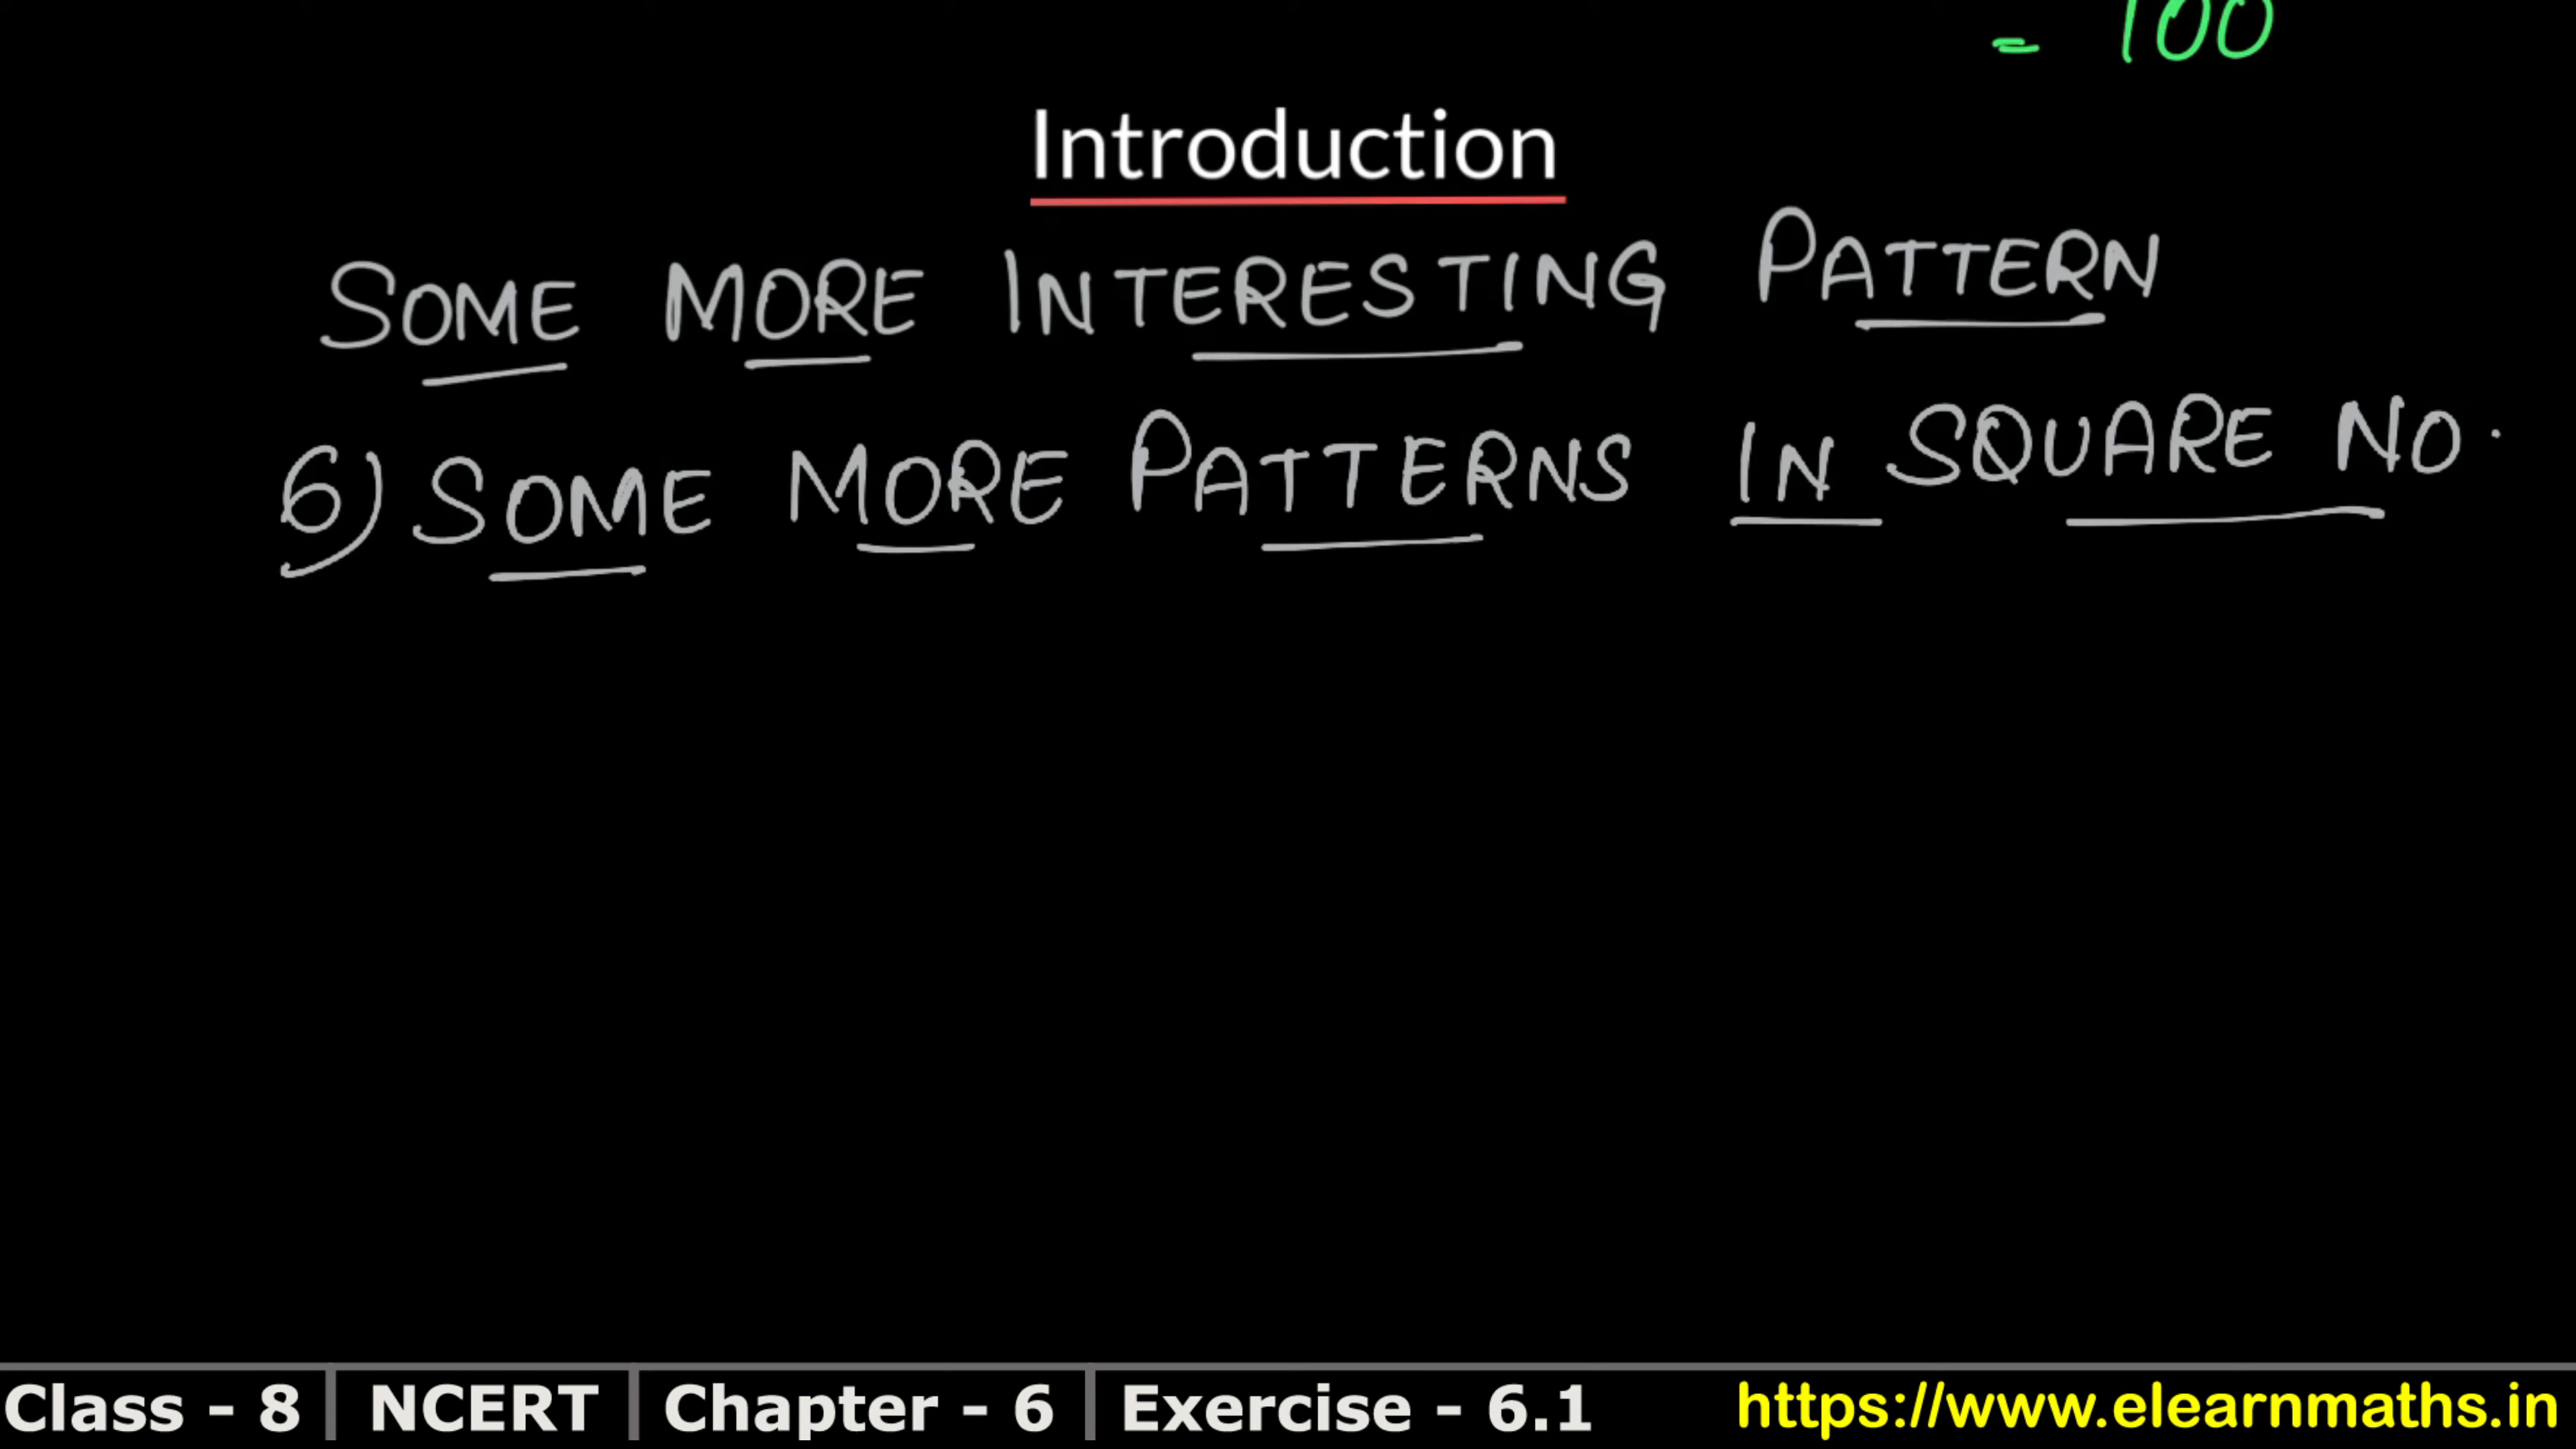 = 100
Introduction
SOME MORE INTERESTING PATTERN
6) SOME MORE PATTERNS IN SQUARE NO.
Class - 8 | NCERT | Chapter - 6 | Exercise - 6.1 https://www.elearnmaths.in